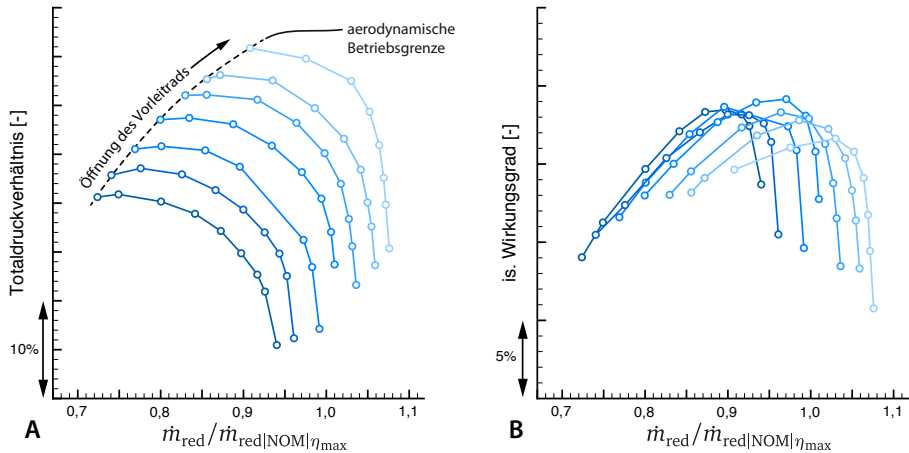 aerodynamische
Betriebsgrenze
Öffnung des Vorleitrads
Totaldruckverhältnis [-]
10%
0,7 0,8 0,9 1,0 1,1
A
ṁred/ṁred|NOM|ηmax
is. Wirkungsgrad [-]
5%
0,7 0,8 0,9 1,0 1,1
B
ṁred/ṁred|NOM|ηmax